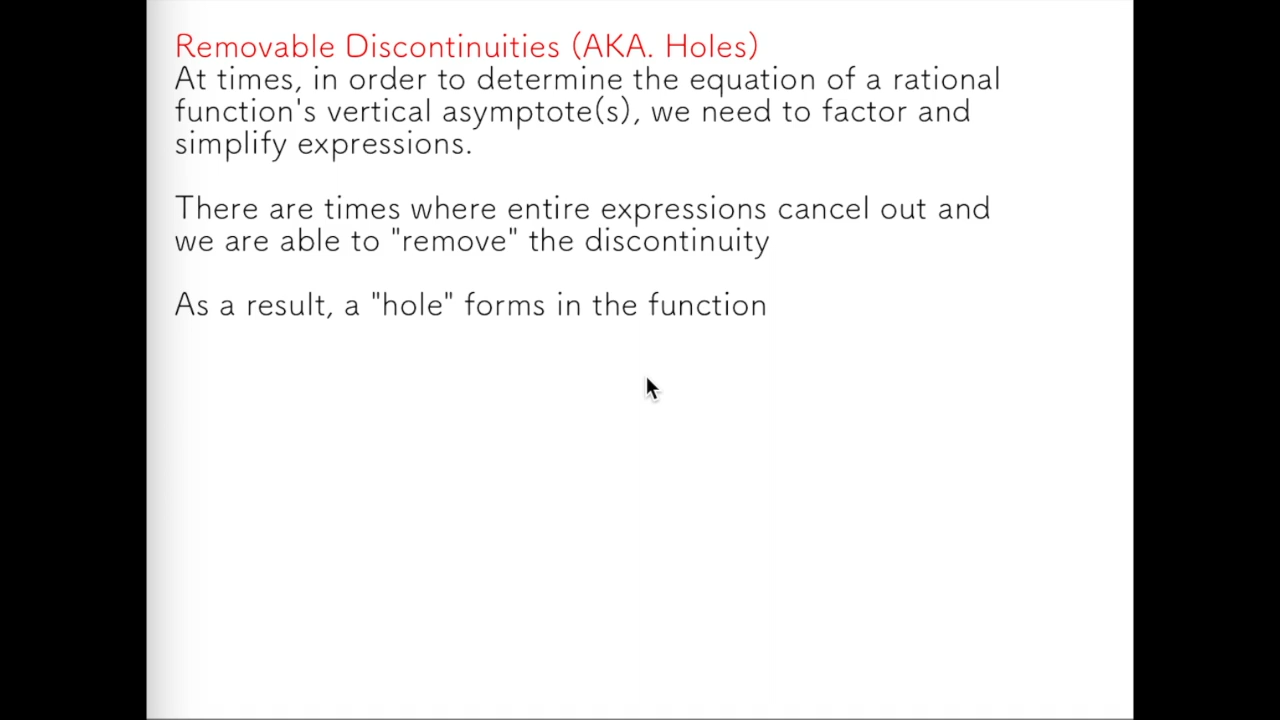 Removable Discontinuities (AKA. Holes)
At times, in order to determine the equation of a rational
function's vertical asymptote(s), we need to factor and
simplify expressions.
There are times where entire expressions cancel out and
we are able to "remove" the discontinuity
As a result, a "hole" forms in the function